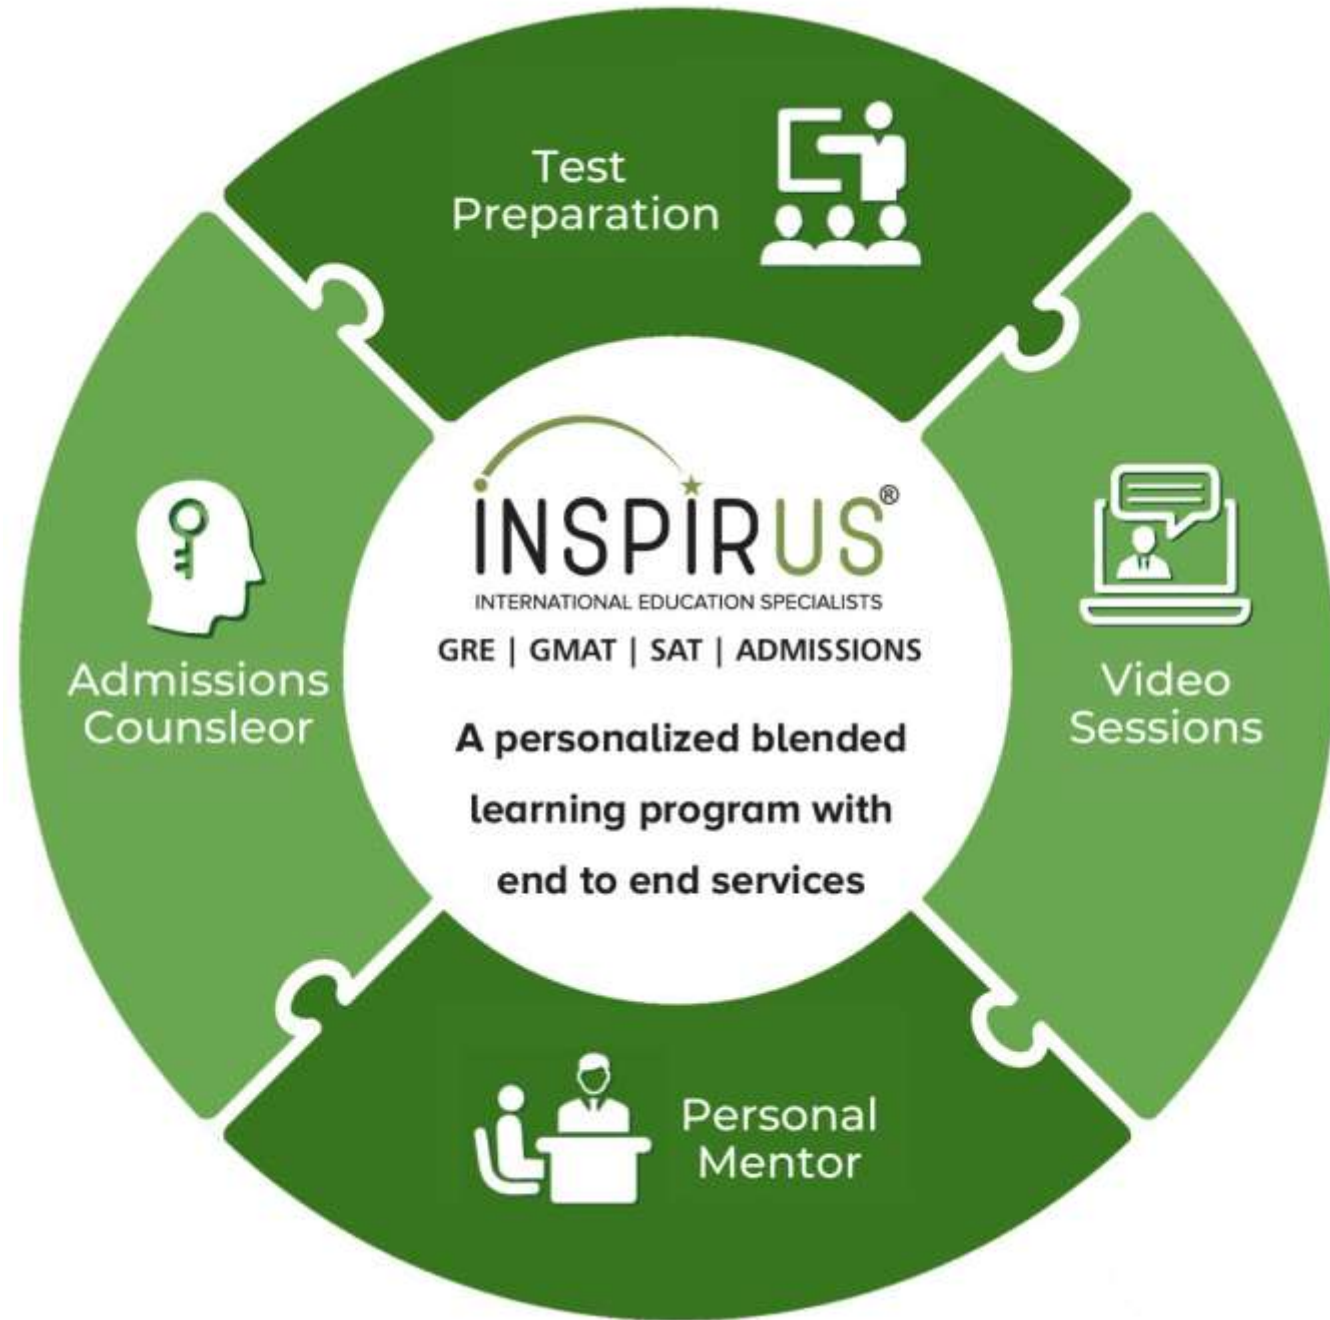 Test
Preparation
INSPIRUS®
INTERNATIONAL EDUCATION SPECIALISTS
GRE | GMAT | SAT | ADMISSIONS
A personalized blended
learning program with
end to end services
Admissions
Counsleor
Video
Sessions
Personal
Mentor